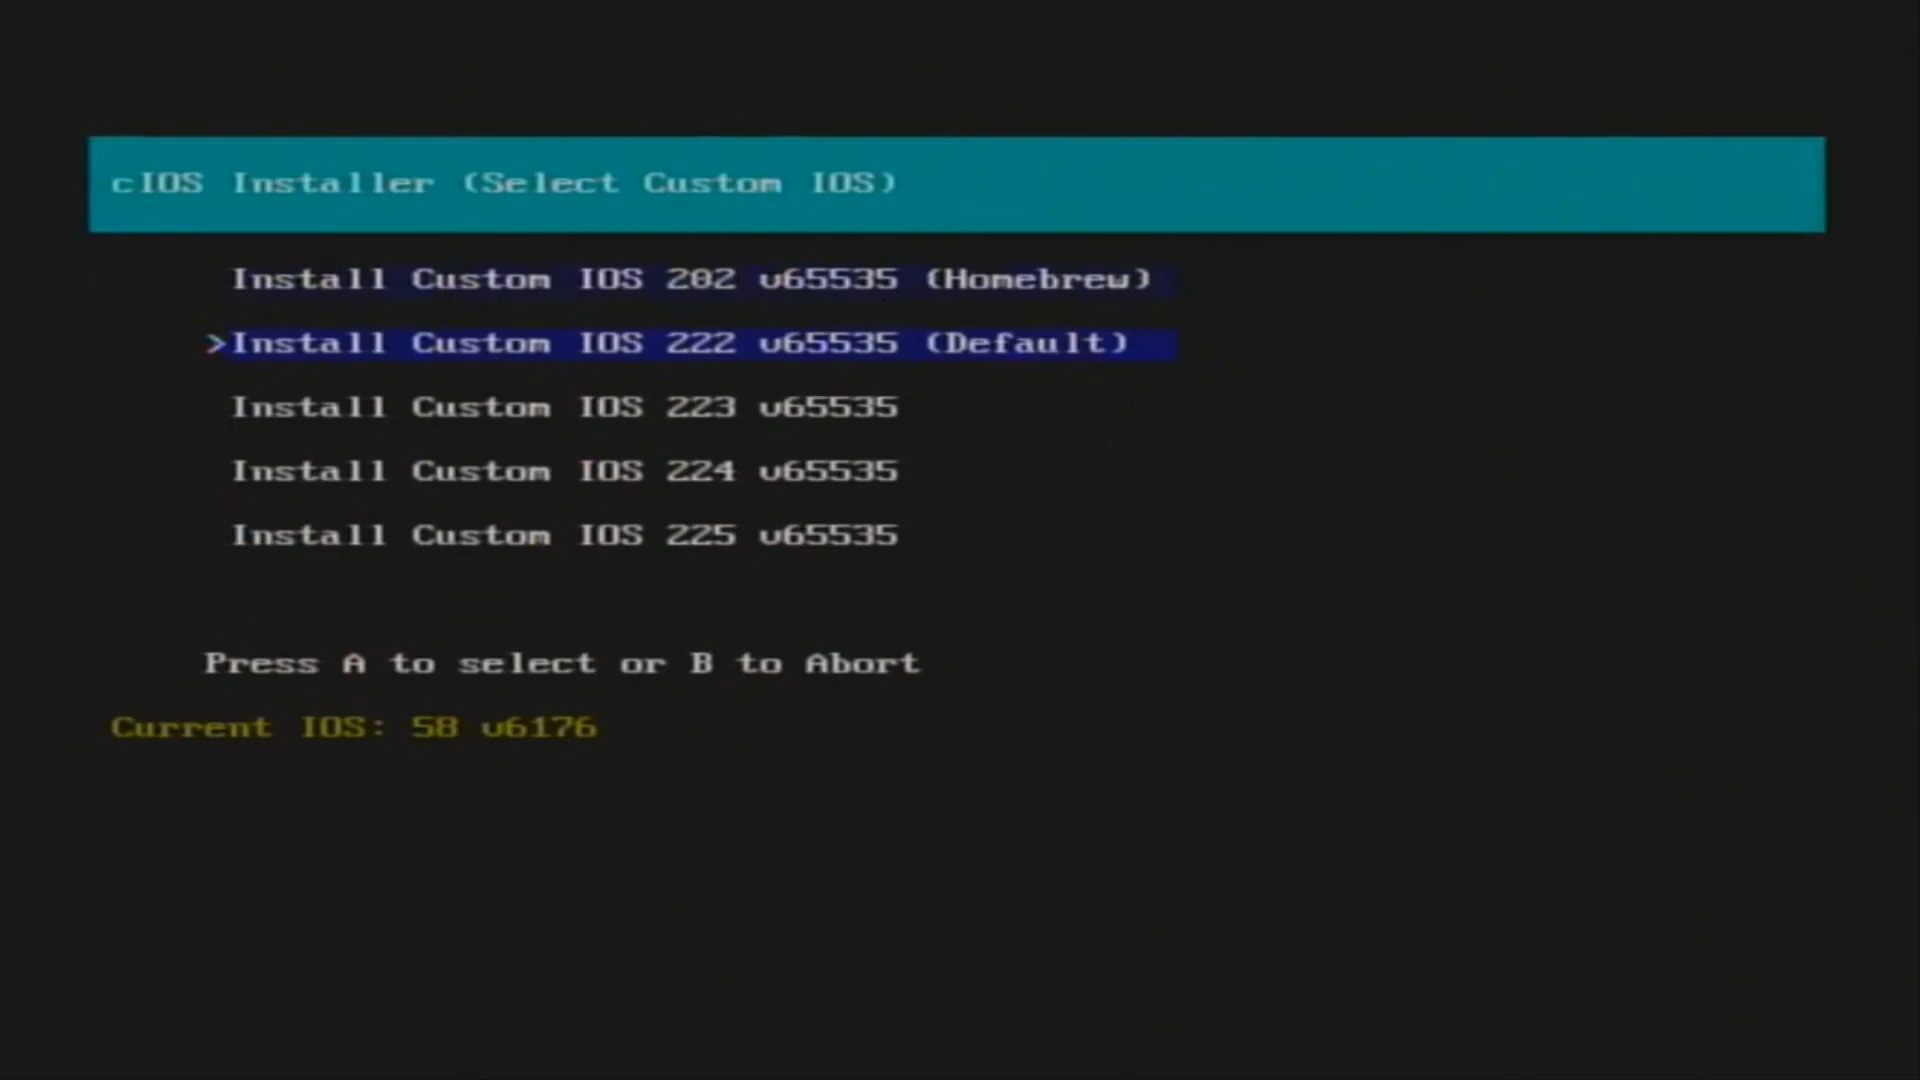 cIOS Installer (Select Custom IOS)
Install Custom IOS 202 v65535 (Homebrew)
>Install Custom IOS 222 v65535 (Default)
Install Custom IOS 223 v65535
Install Custom IOS 224 v65535
Install Custom IOS 225 v65535
Press A to select or B to Abort
Current IOS: 58 v6176